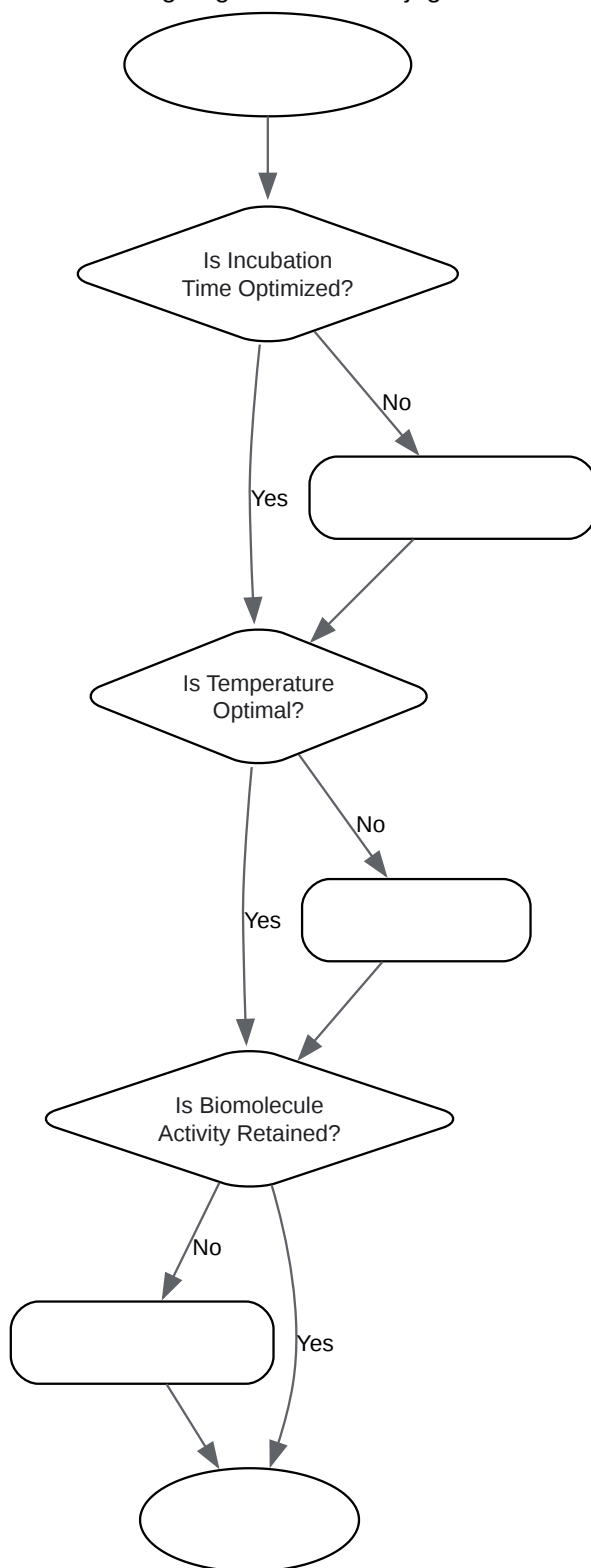 Is Incubation
Time Optimized?
No
Yes
Is Temperature
Optimal?
No
Yes
Is Biomolecule
Activity Retained?
No
Yes